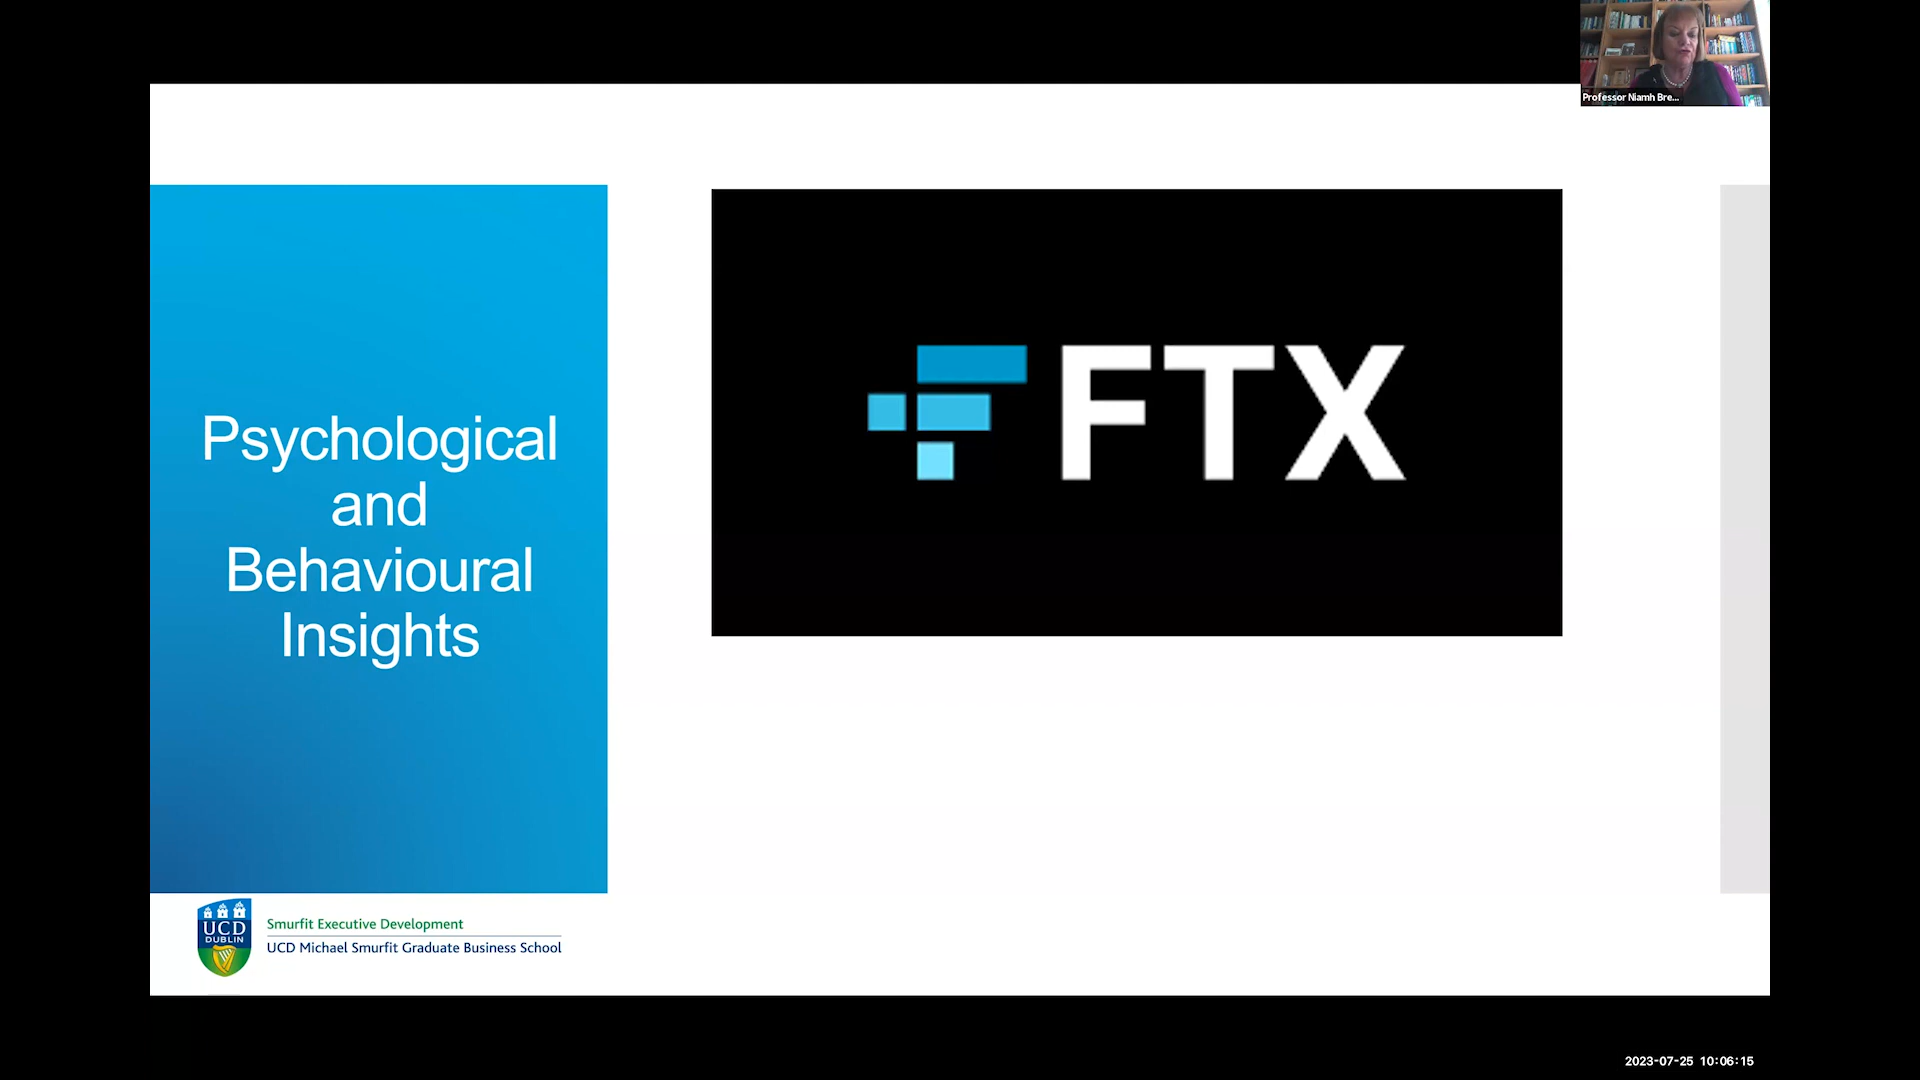 Professor Niamh Bre...
Psychological
and
Behavioural
Insights
FTX
UCD
DUBLIN
Smurfit Executive Development
UCD Michael Smurfit Graduate Business School
2023-07-25 10:06:15